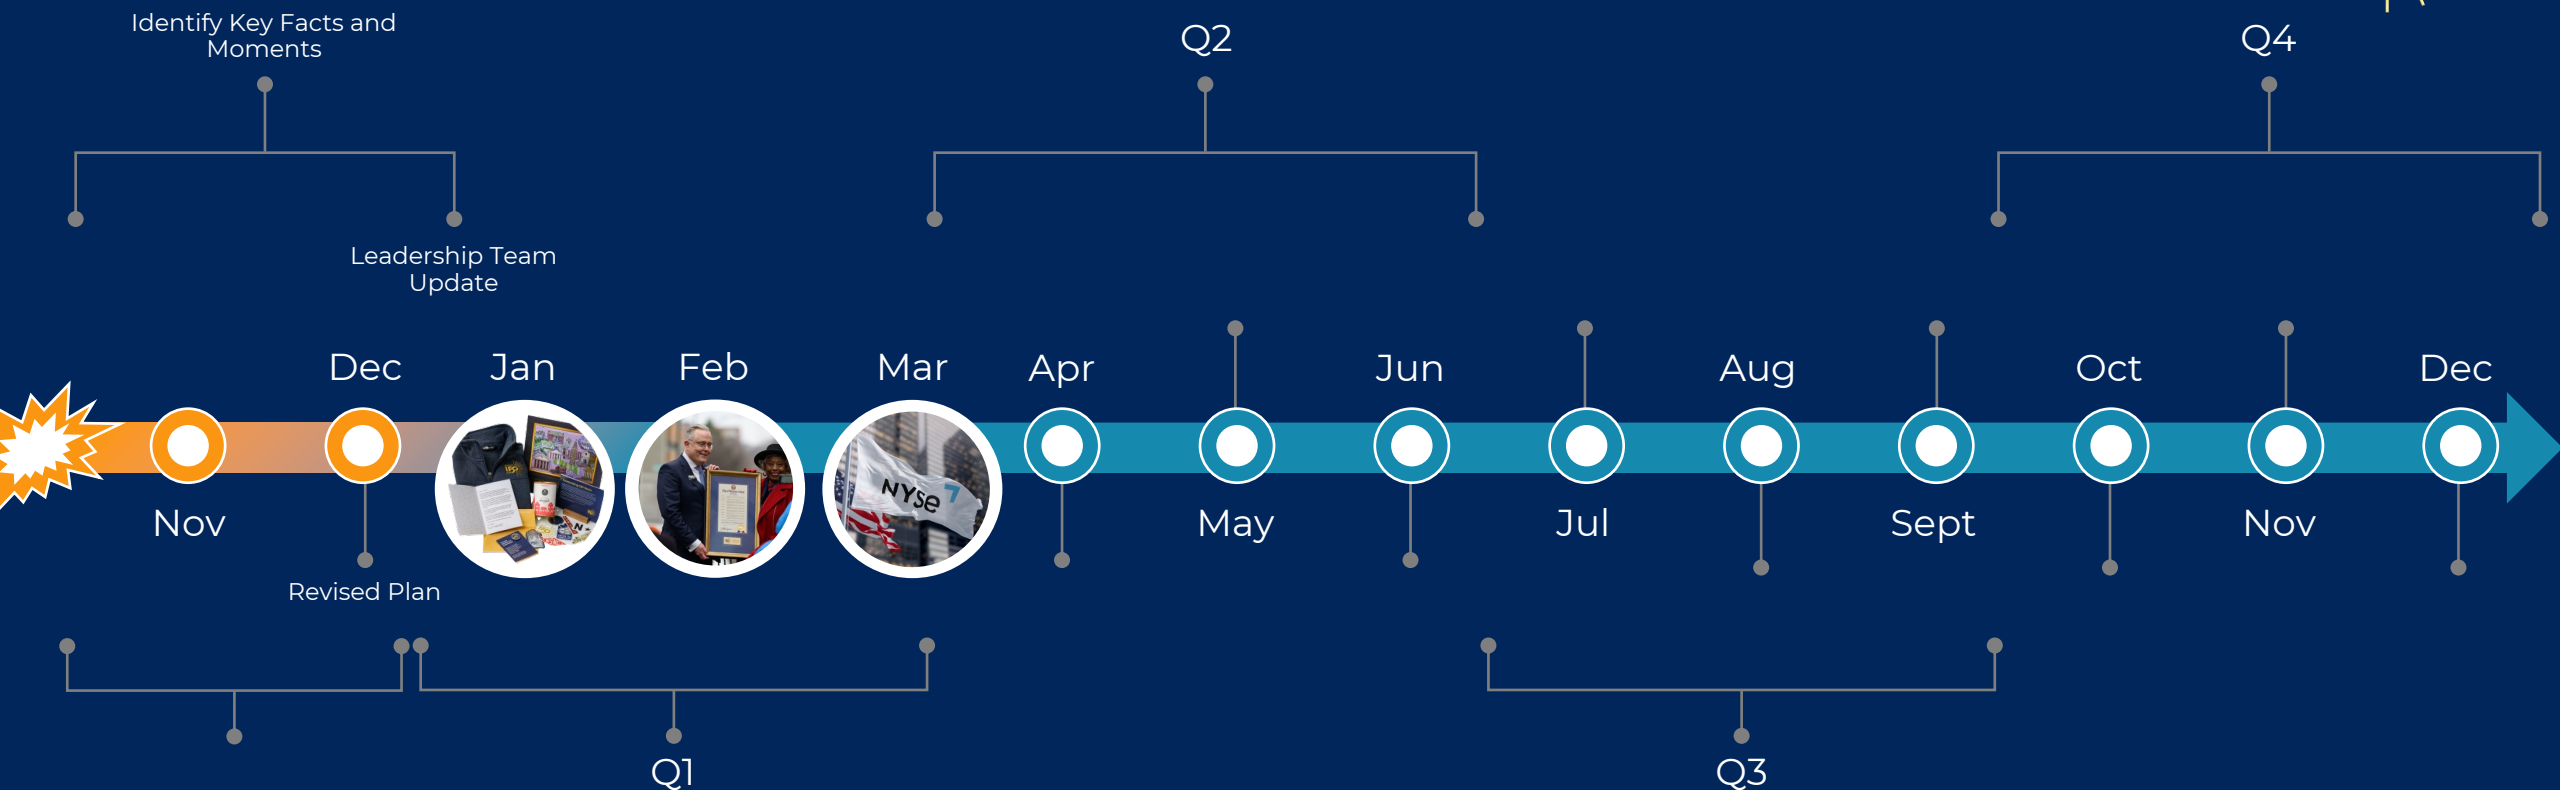 Identify Key Facts and
Moments
Q2
Q4
Leadership Team
Update
Dec
Jan
Feb
Mar
Apr
Jun
Aug
Oct
Dec
NYSE
Nov
May
Jul
Sept
Nov
Revised Plan
Q1
Q3